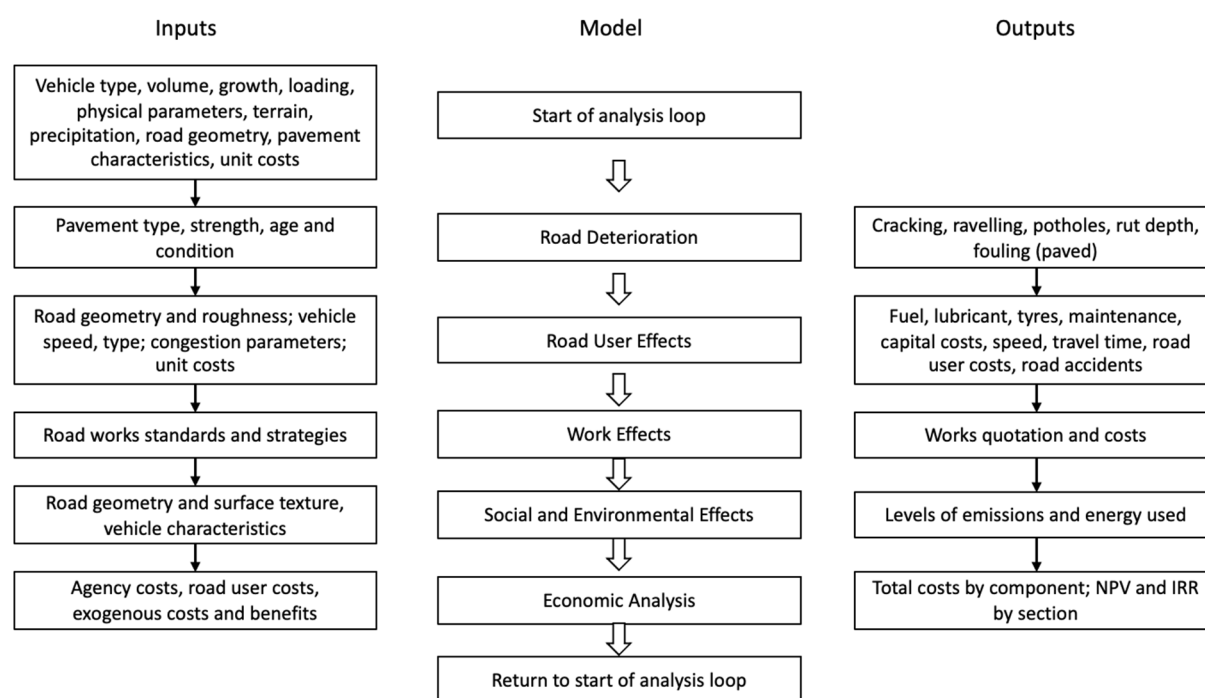 Inputs
Vehicle type, volume, growth, loading,
physical parameters, terrain,
precipitation, road geometry, pavement
characteristics, unit costs
Pavement type, strength, age and
condition
Road geometry and roughness; vehicle
speed, type; congestion parameters;
unit costs
Road works standards and strategies
Road geometry and surface texture,
vehicle characteristics
Agency costs, road user costs,
exogenous costs and benefits
Model
Start of analysis loop
Road Deterioration
Road User Effects
Work Effects
Social and Environmental Effects
Economic Analysis
Return to start of analysis loop
Outputs
Cracking, ravelling, potholes, rut depth,
fouling (paved)
Fuel, lubricant, tyres, maintenance,
capital costs, speed, travel time, road
user costs, road accidents
Works quotation and costs
Levels of emissions and energy used
Total costs by component; NPV and IRR
by section